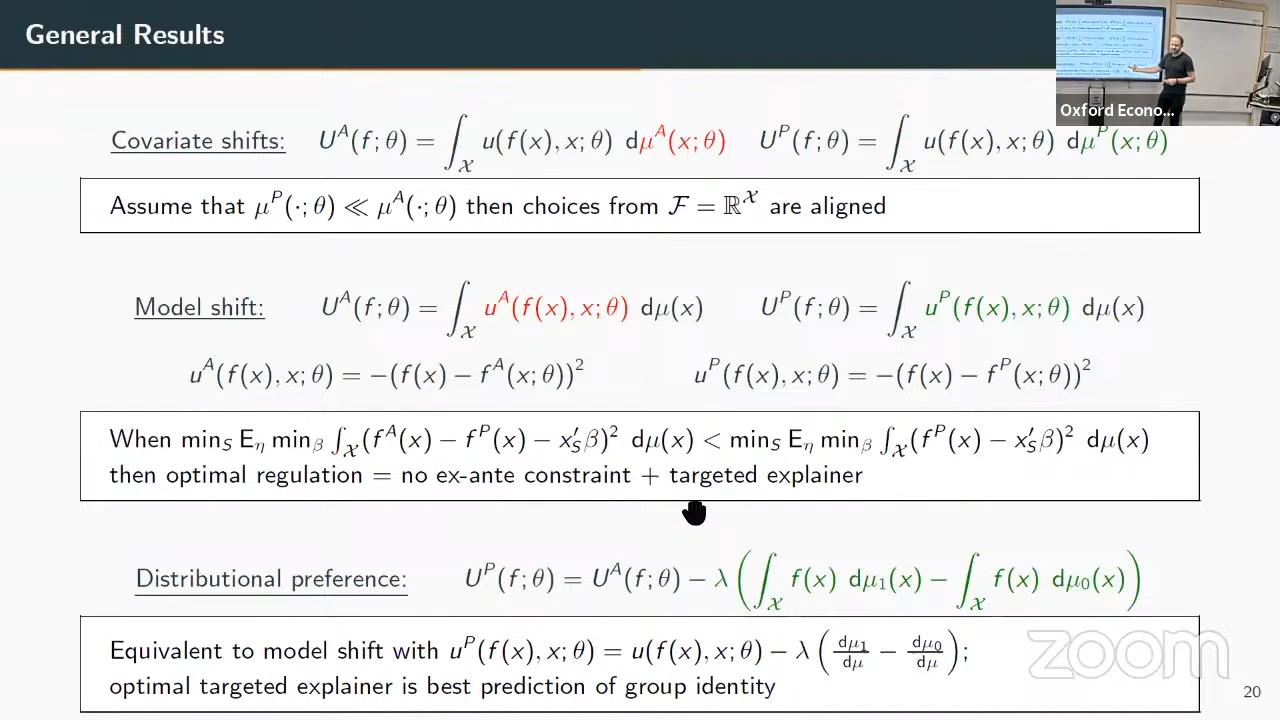 General Results
Oxford Econo...
Covariate shifts: U^A(f; θ) = ∫_𝒳 u(f(x), x; θ) dμ^A(x; θ) U^P(f; θ) = ∫_𝒳 u(f(x), x; θ) dμ^P(x; θ)
Assume that μ^P(·; θ) ≪ μ^A(·; θ) then choices from ℱ = ℝ^𝒳 are aligned
Model shift: U^A(f; θ) = ∫_𝒳 u^A(f(x), x; θ) dμ(x) U^P(f; θ) = ∫_𝒳 u^P(f(x), x; θ) dμ(x)
u^A(f(x), x; θ) = −(f(x) − f^A(x; θ))² u^P(f(x), x; θ) = −(f(x) − f^P(x; θ))²
When min_S E_η min_β ∫_𝒳 (f^A(x) − f^P(x) − x′_S β)² dμ(x) < min_S E_η min_β ∫_𝒳 (f^P(x) − x′_S β)² dμ(x)
then optimal regulation = no ex-ante constraint + targeted explainer
Distributional preference: U^P(f; θ) = U^A(f; θ) − λ (∫_𝒳 f(x) dμ₁(x) − ∫_𝒳 f(x) dμ₀(x))
Equivalent to model shift with u^P(f(x), x; θ) = u(f(x), x; θ) − λ (dμ₁/dμ − dμ₀/dμ);
optimal targeted explainer is best prediction of group identity
zoom
20